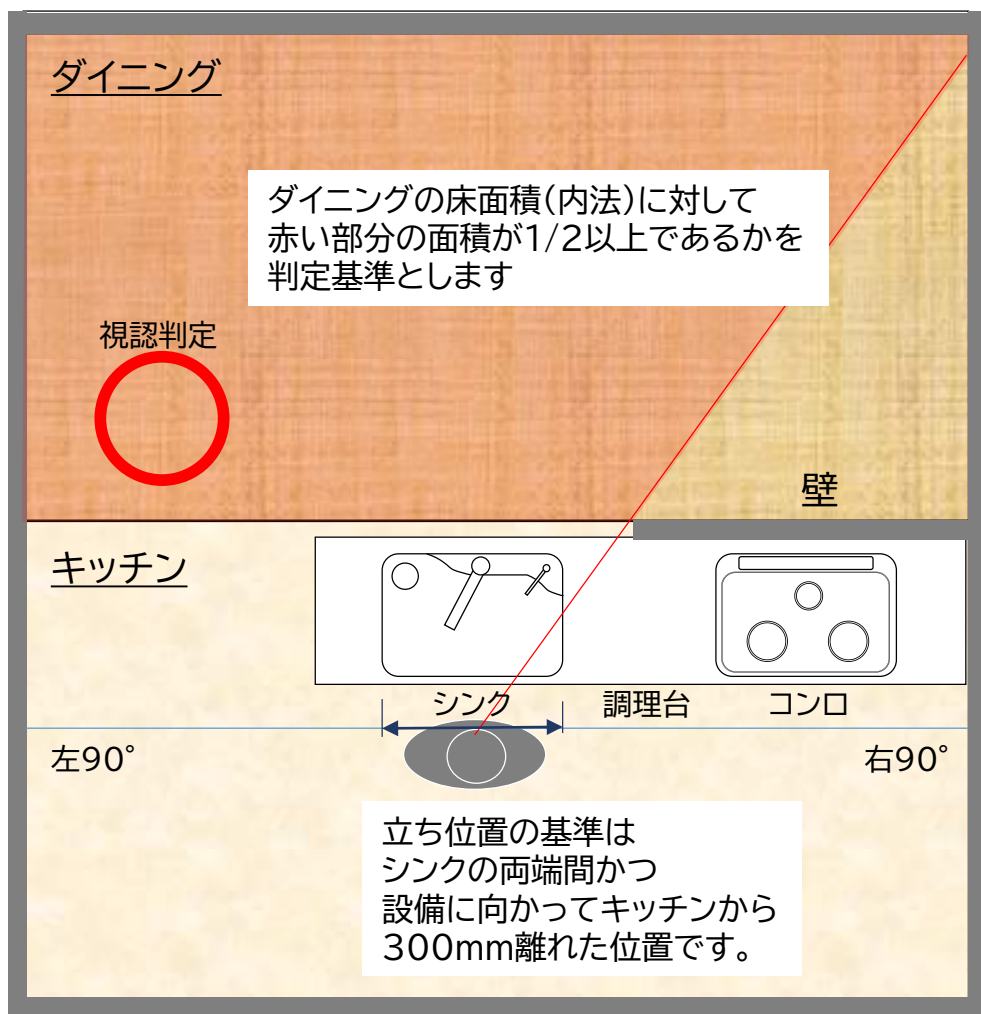 ダイニング
ダイニングの床面積(内法)に対して
赤い部分の面積が1/2以上であるかを
判定基準とします
視認判定
壁
キッチン
シンク
調理台
コンロ
左90°
右90°
立ち位置の基準は
シンクの両端間かつ
設備に向かってキッチンから
300mm離れた位置です。